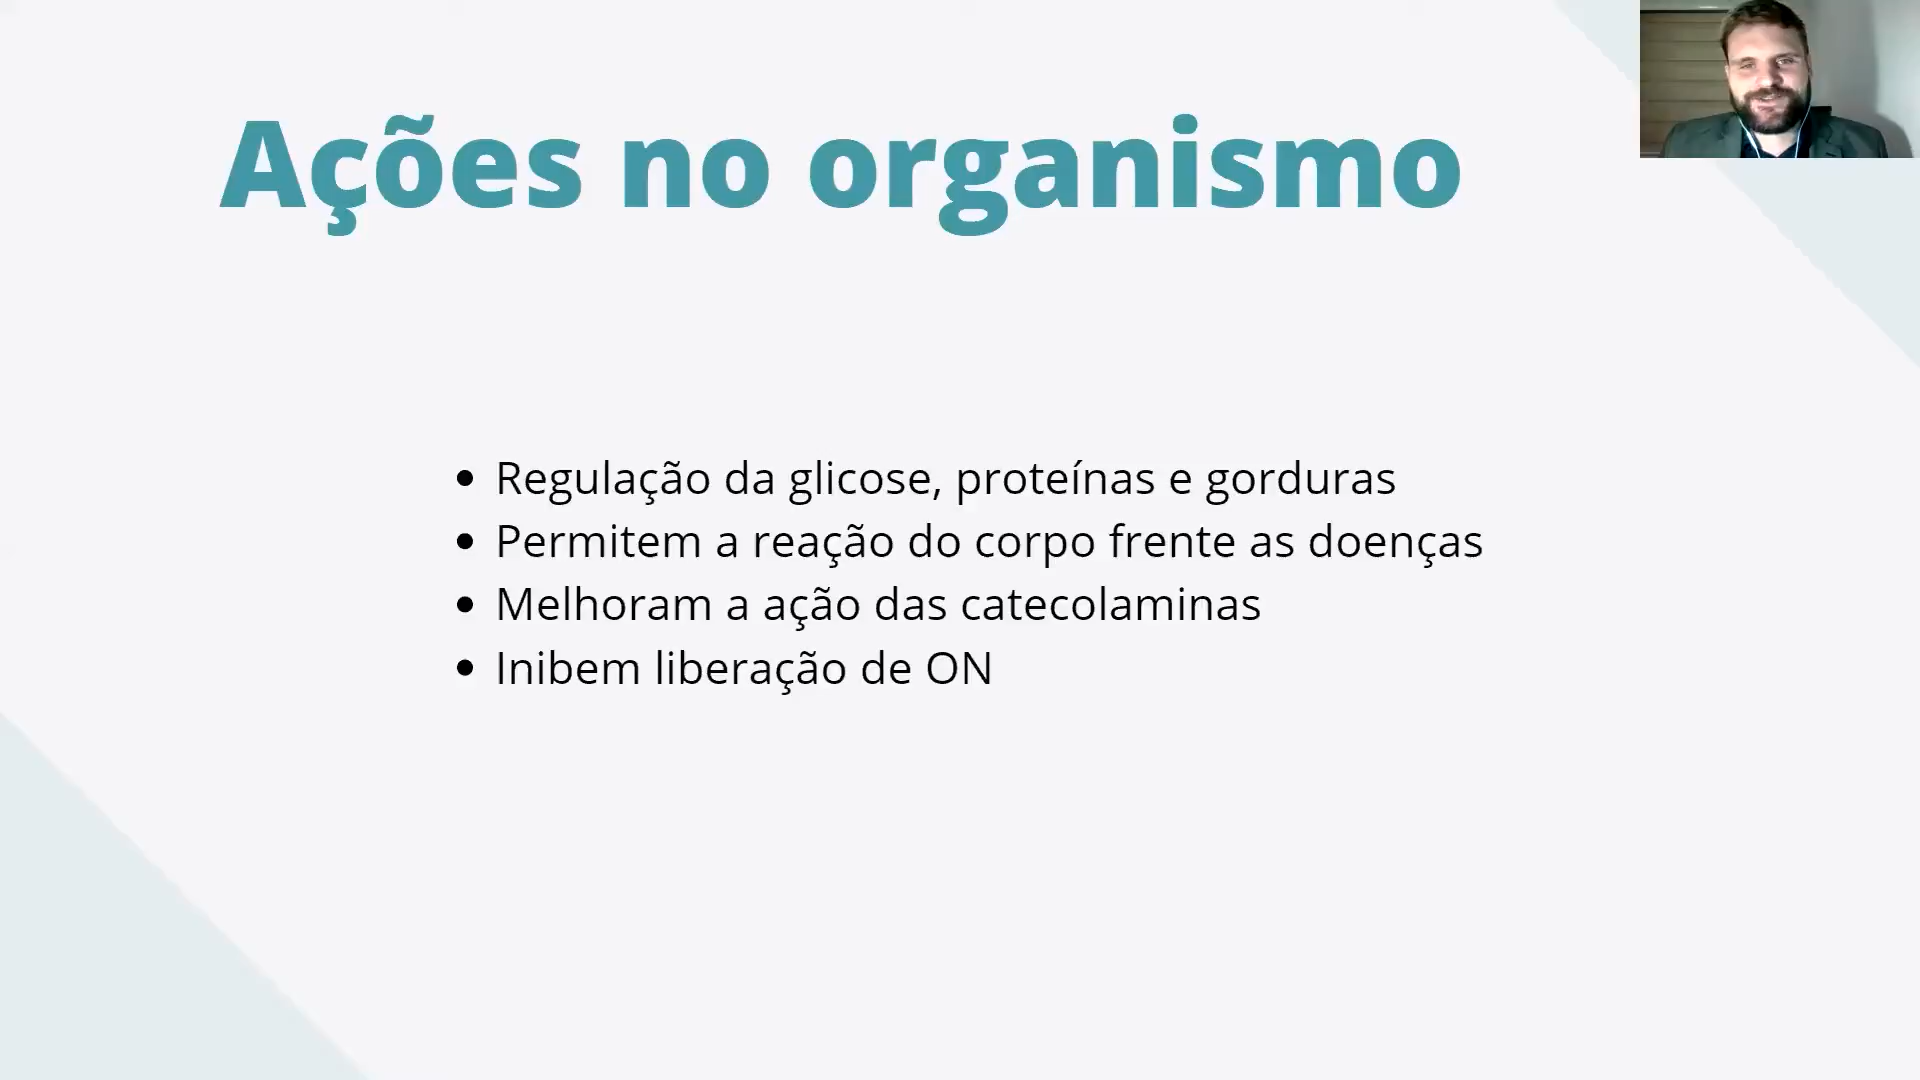 Ações no organismo
• Regulação da glicose, proteínas e gorduras
• Permitem a reação do corpo frente as doenças
• Melhoram a ação das catecolaminas
• Inibem liberação de ON